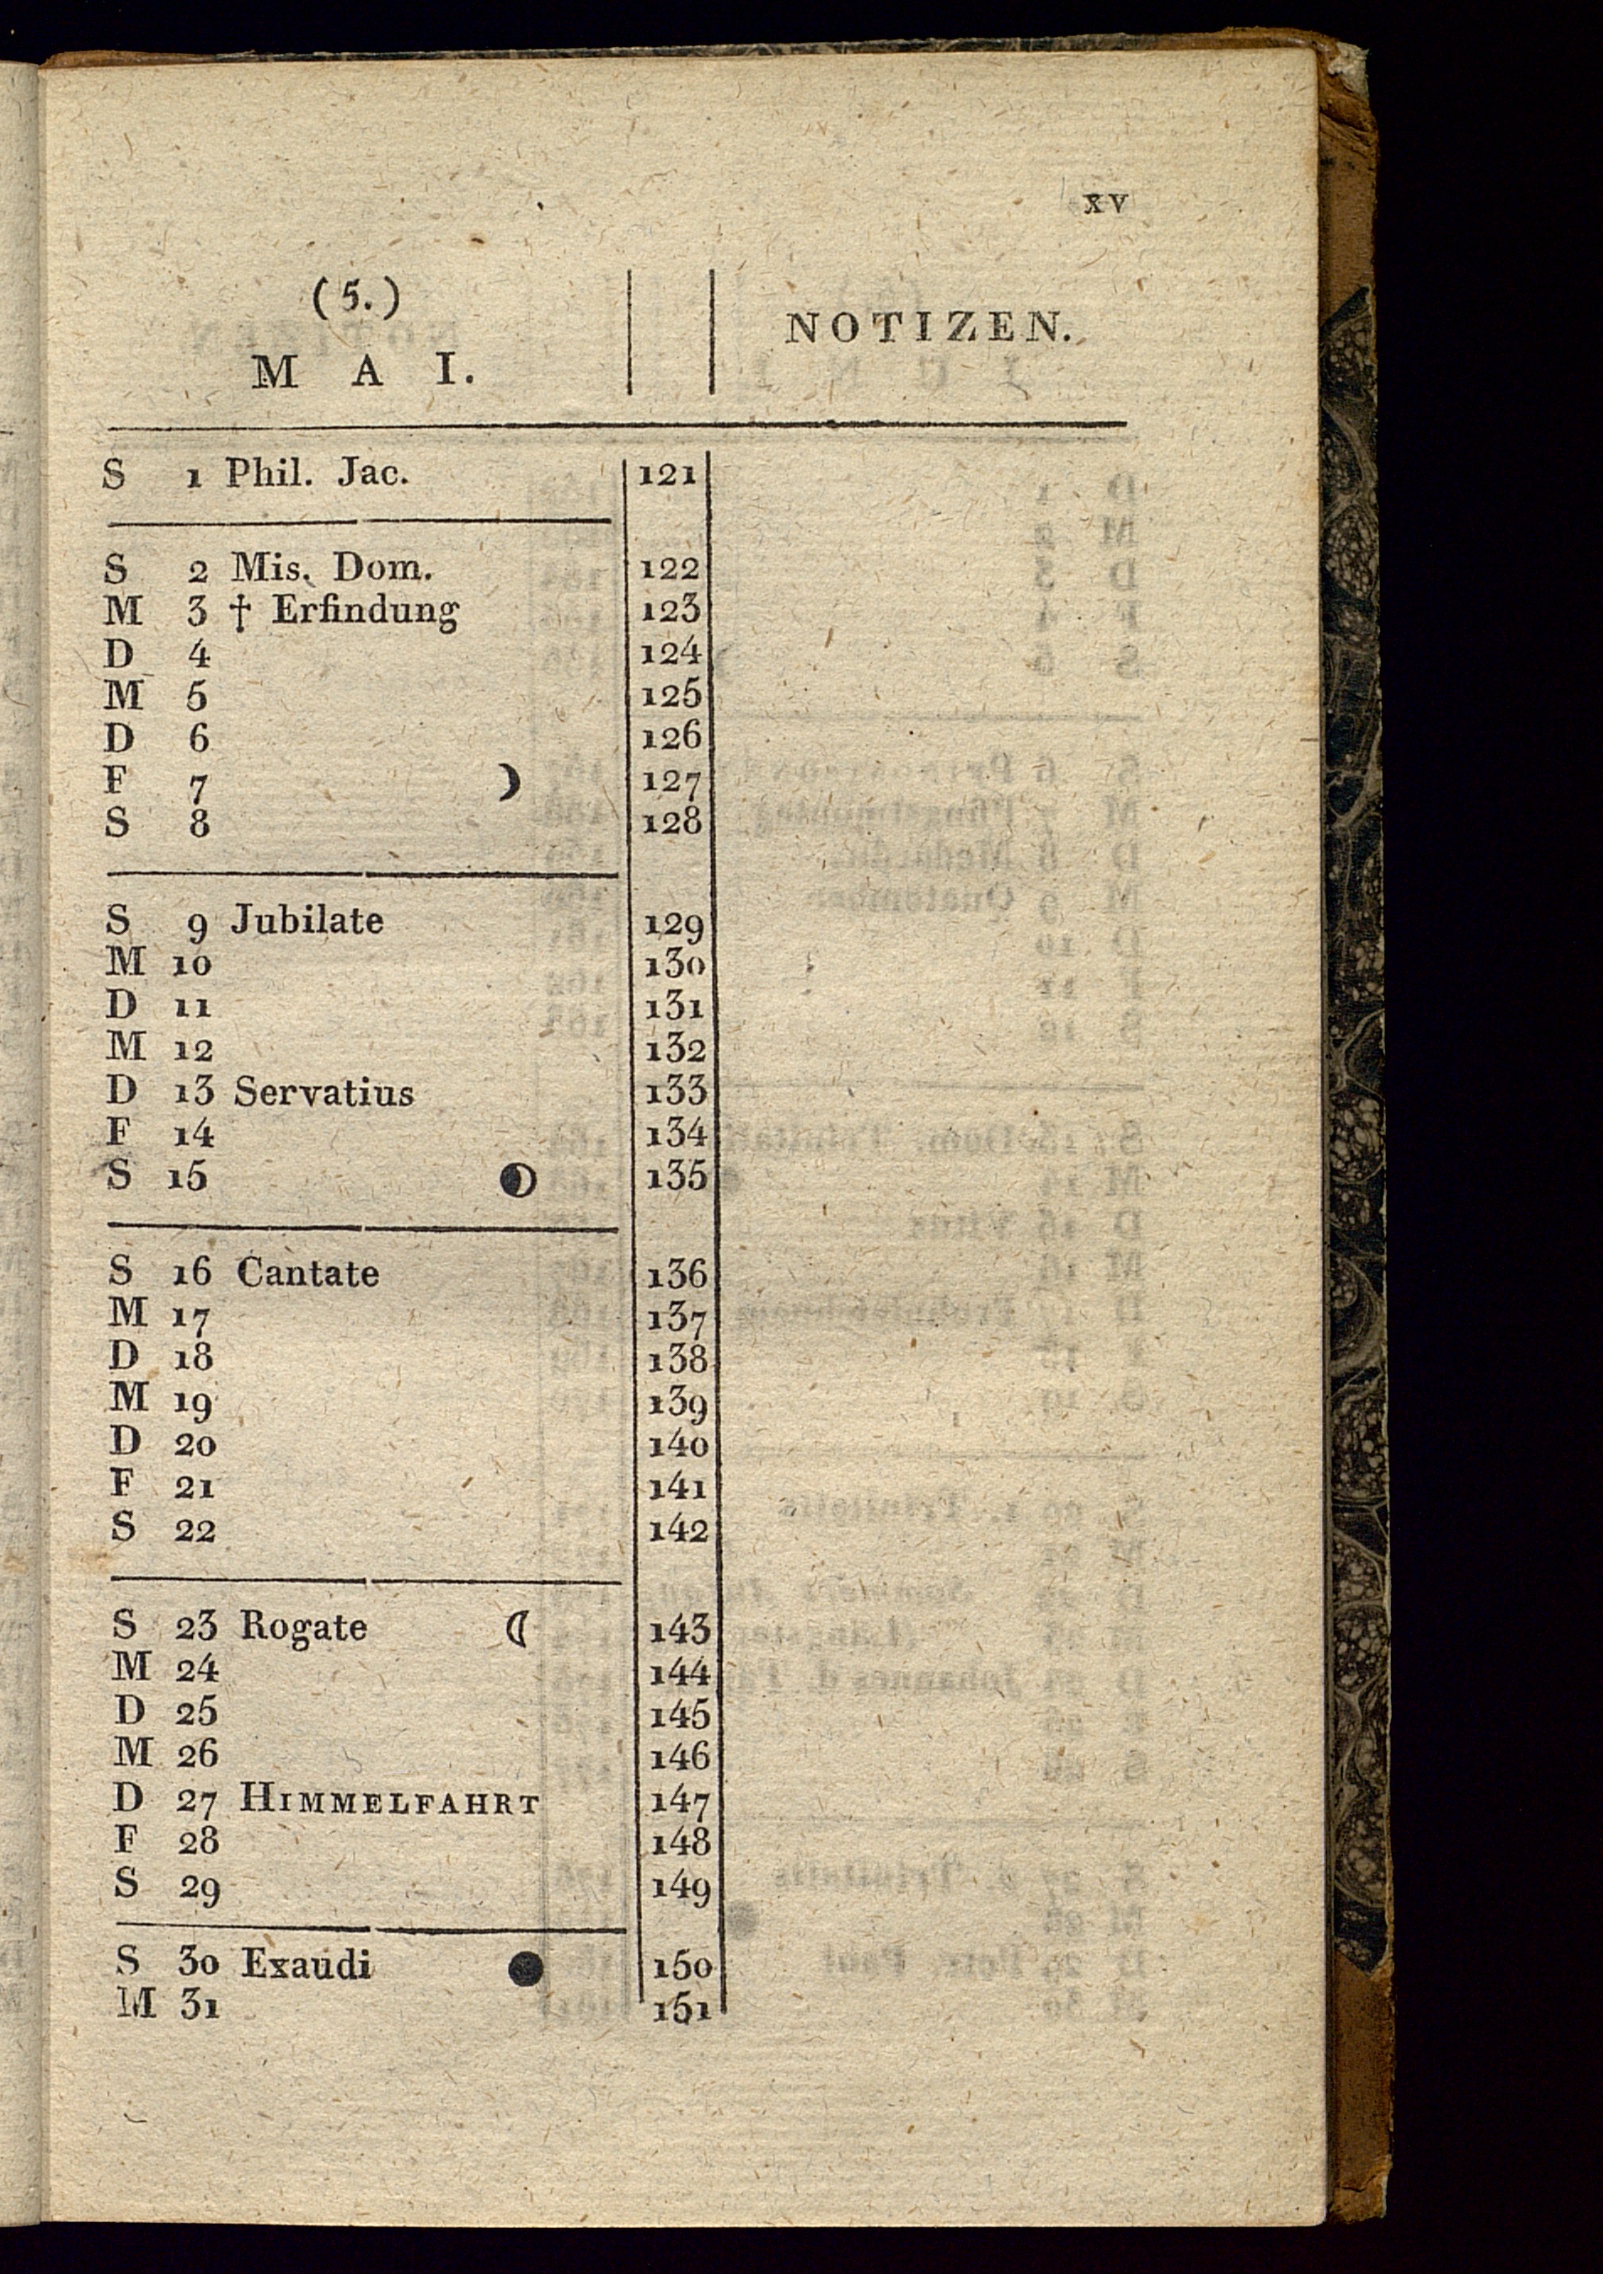 xv
(5.)
M A I.
NOTIZEN.
S 1 Phil. Jac. 121
S 2 Mis. Dom. 122
M 3 † Erfindung 123
D 4 124
M 5 125
D 6 126
F 7 ☽ 127
S 8 128
S 9 Jubilate 129
M 10 130
D 11 131
M 12 132
D 13 Servatius 133
F 14 134
S 15 135
S 16 Cantate 136
M 17 137
D 18 138
M 19 139
D 20 140
F 21 141
S 22 142
S 23 Rogate ☾ 143
M 24 144
D 25 145
M 26 146
D 27 HIMMELFAHRT 147
F 28 148
S 29 149
S 30 Exaudi ● 150
M 31 151